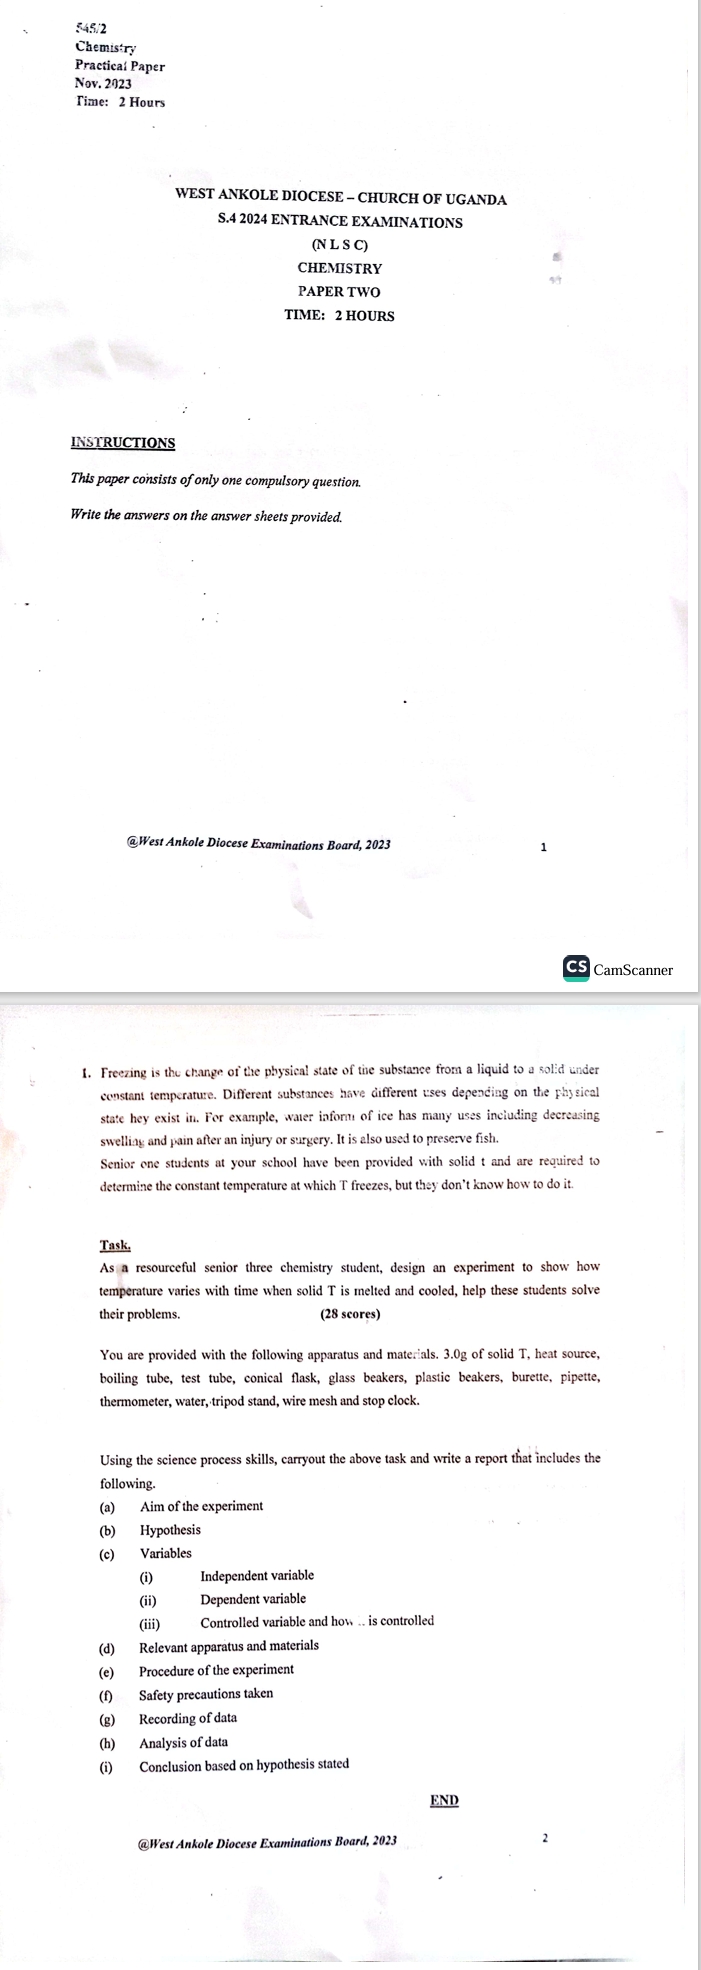 545/2
Chemistry
Practical Paper
Nov. 2023
Time: 2 Hours
WEST ANKOLE DIOCESE – CHURCH OF UGANDA
S.4 2024 ENTRANCE EXAMINATIONS
(N L S C)
CHEMISTRY
PAPER TWO
TIME: 2 HOURS
INSTRUCTIONS
This paper consists of only one compulsory question.
Write the answers on the answer sheets provided.
@West Ankole Diocese Examinations Board, 2023 1
CS CamScanner
1. Freezing is the change of the physical state of the substance from a liquid to a solid under
constant temperature. Different substances have different uses depending on the physical
state hey exist in. For example, water inform of ice has many uses including decreasing
swelling and pain after an injury or surgery. It is also used to preserve fish.
Senior one students at your school have been provided with solid t and are required to
determine the constant temperature at which T freezes, but they don't know how to do it.
Task.
As a resourceful senior three chemistry student, design an experiment to show how
temperature varies with time when solid T is melted and cooled, help these students solve
their problems. (28 scores)
You are provided with the following apparatus and materials. 3.0g of solid T, heat source,
boiling tube, test tube, conical flask, glass beakers, plastic beakers, burette, pipette,
thermometer, water, tripod stand, wire mesh and stop clock.
Using the science process skills, carryout the above task and write a report that includes the
following.
(a) Aim of the experiment
(b) Hypothesis
(c) Variables
(i) Independent variable
(ii) Dependent variable
(iii) Controlled variable and how is controlled
(d) Relevant apparatus and materials
(e) Procedure of the experiment
(f) Safety precautions taken
(g) Recording of data
(h) Analysis of data
(i) Conclusion based on hypothesis stated
END
@West Ankole Diocese Examinations Board, 2023 2